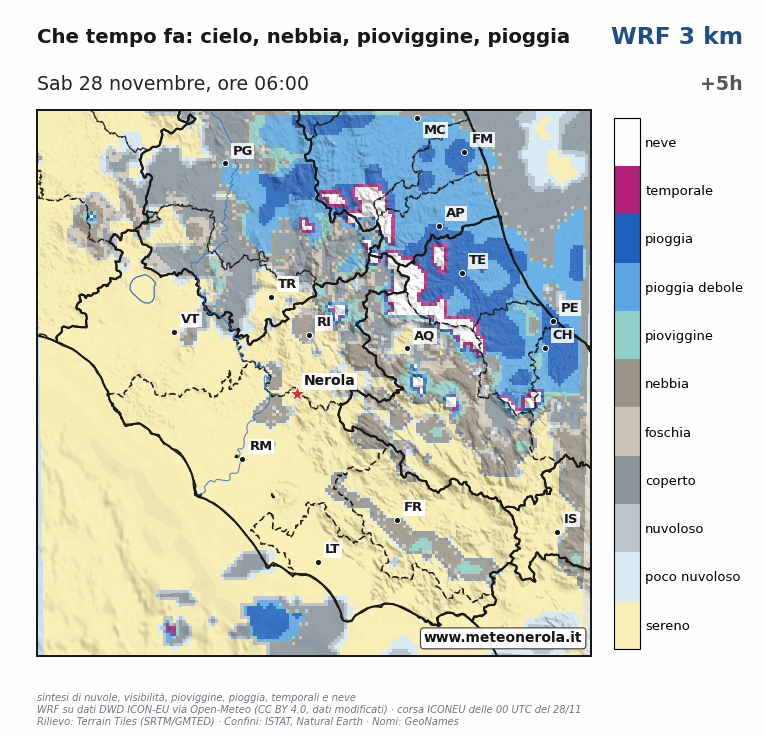 Che tempo fa: cielo, nebbia, pioviggine, pioggia
WRF 3 km
Sab 28 novembre, ore 06:00
+5h
MC
FM
PG
AP
TE
TR
PE
VT
RI
AQ
CH
Nerola
RM
FR
IS
LT
www.meteonerola.it
neve
temporale
pioggia
pioggia debole
pioviggine
nebbia
foschia
coperto
nuvoloso
poco nuvoloso
sereno
sintesi di nuvole, visibilità, pioviggine, pioggia, temporali e neve
WRF su dati DWD ICON-EU via Open-Meteo (CC BY 4.0, dati modificati) · corsa ICONEU delle 00 UTC del 28/11
Rilievo: Terrain Tiles (SRTM/GMTED) · Confini: ISTAT, Natural Earth · Nomi: GeoNames